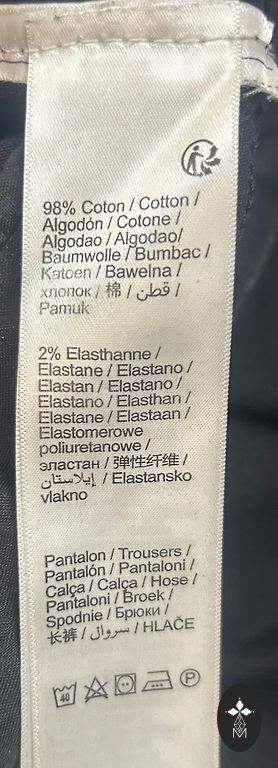 98% Coton / Cotton /
Algodón / Cotone /
Algodao / Algodao/
Baumwolle / Bumbac /
Katoen / Bawelna /
хлопок / 棉 / قطن /
Pamuk
2% Elasthanne /
Elastane / Elastano /
Elastan / Elastano /
Elastano / Elasthan /
Elastane / Elastaan /
Elastomerowe
poliuretanowe /
эластан / 弹性纤维 /
إيلاستان / Elastansko
vlakno
Pantalon / Trousers /
Pantalón / Pantaloni /
Calça / Calça / Hose /
Pantaloni / Broek /
Spodnie / Брюки /
长裤 / سروال / HLAČE
40 P
M